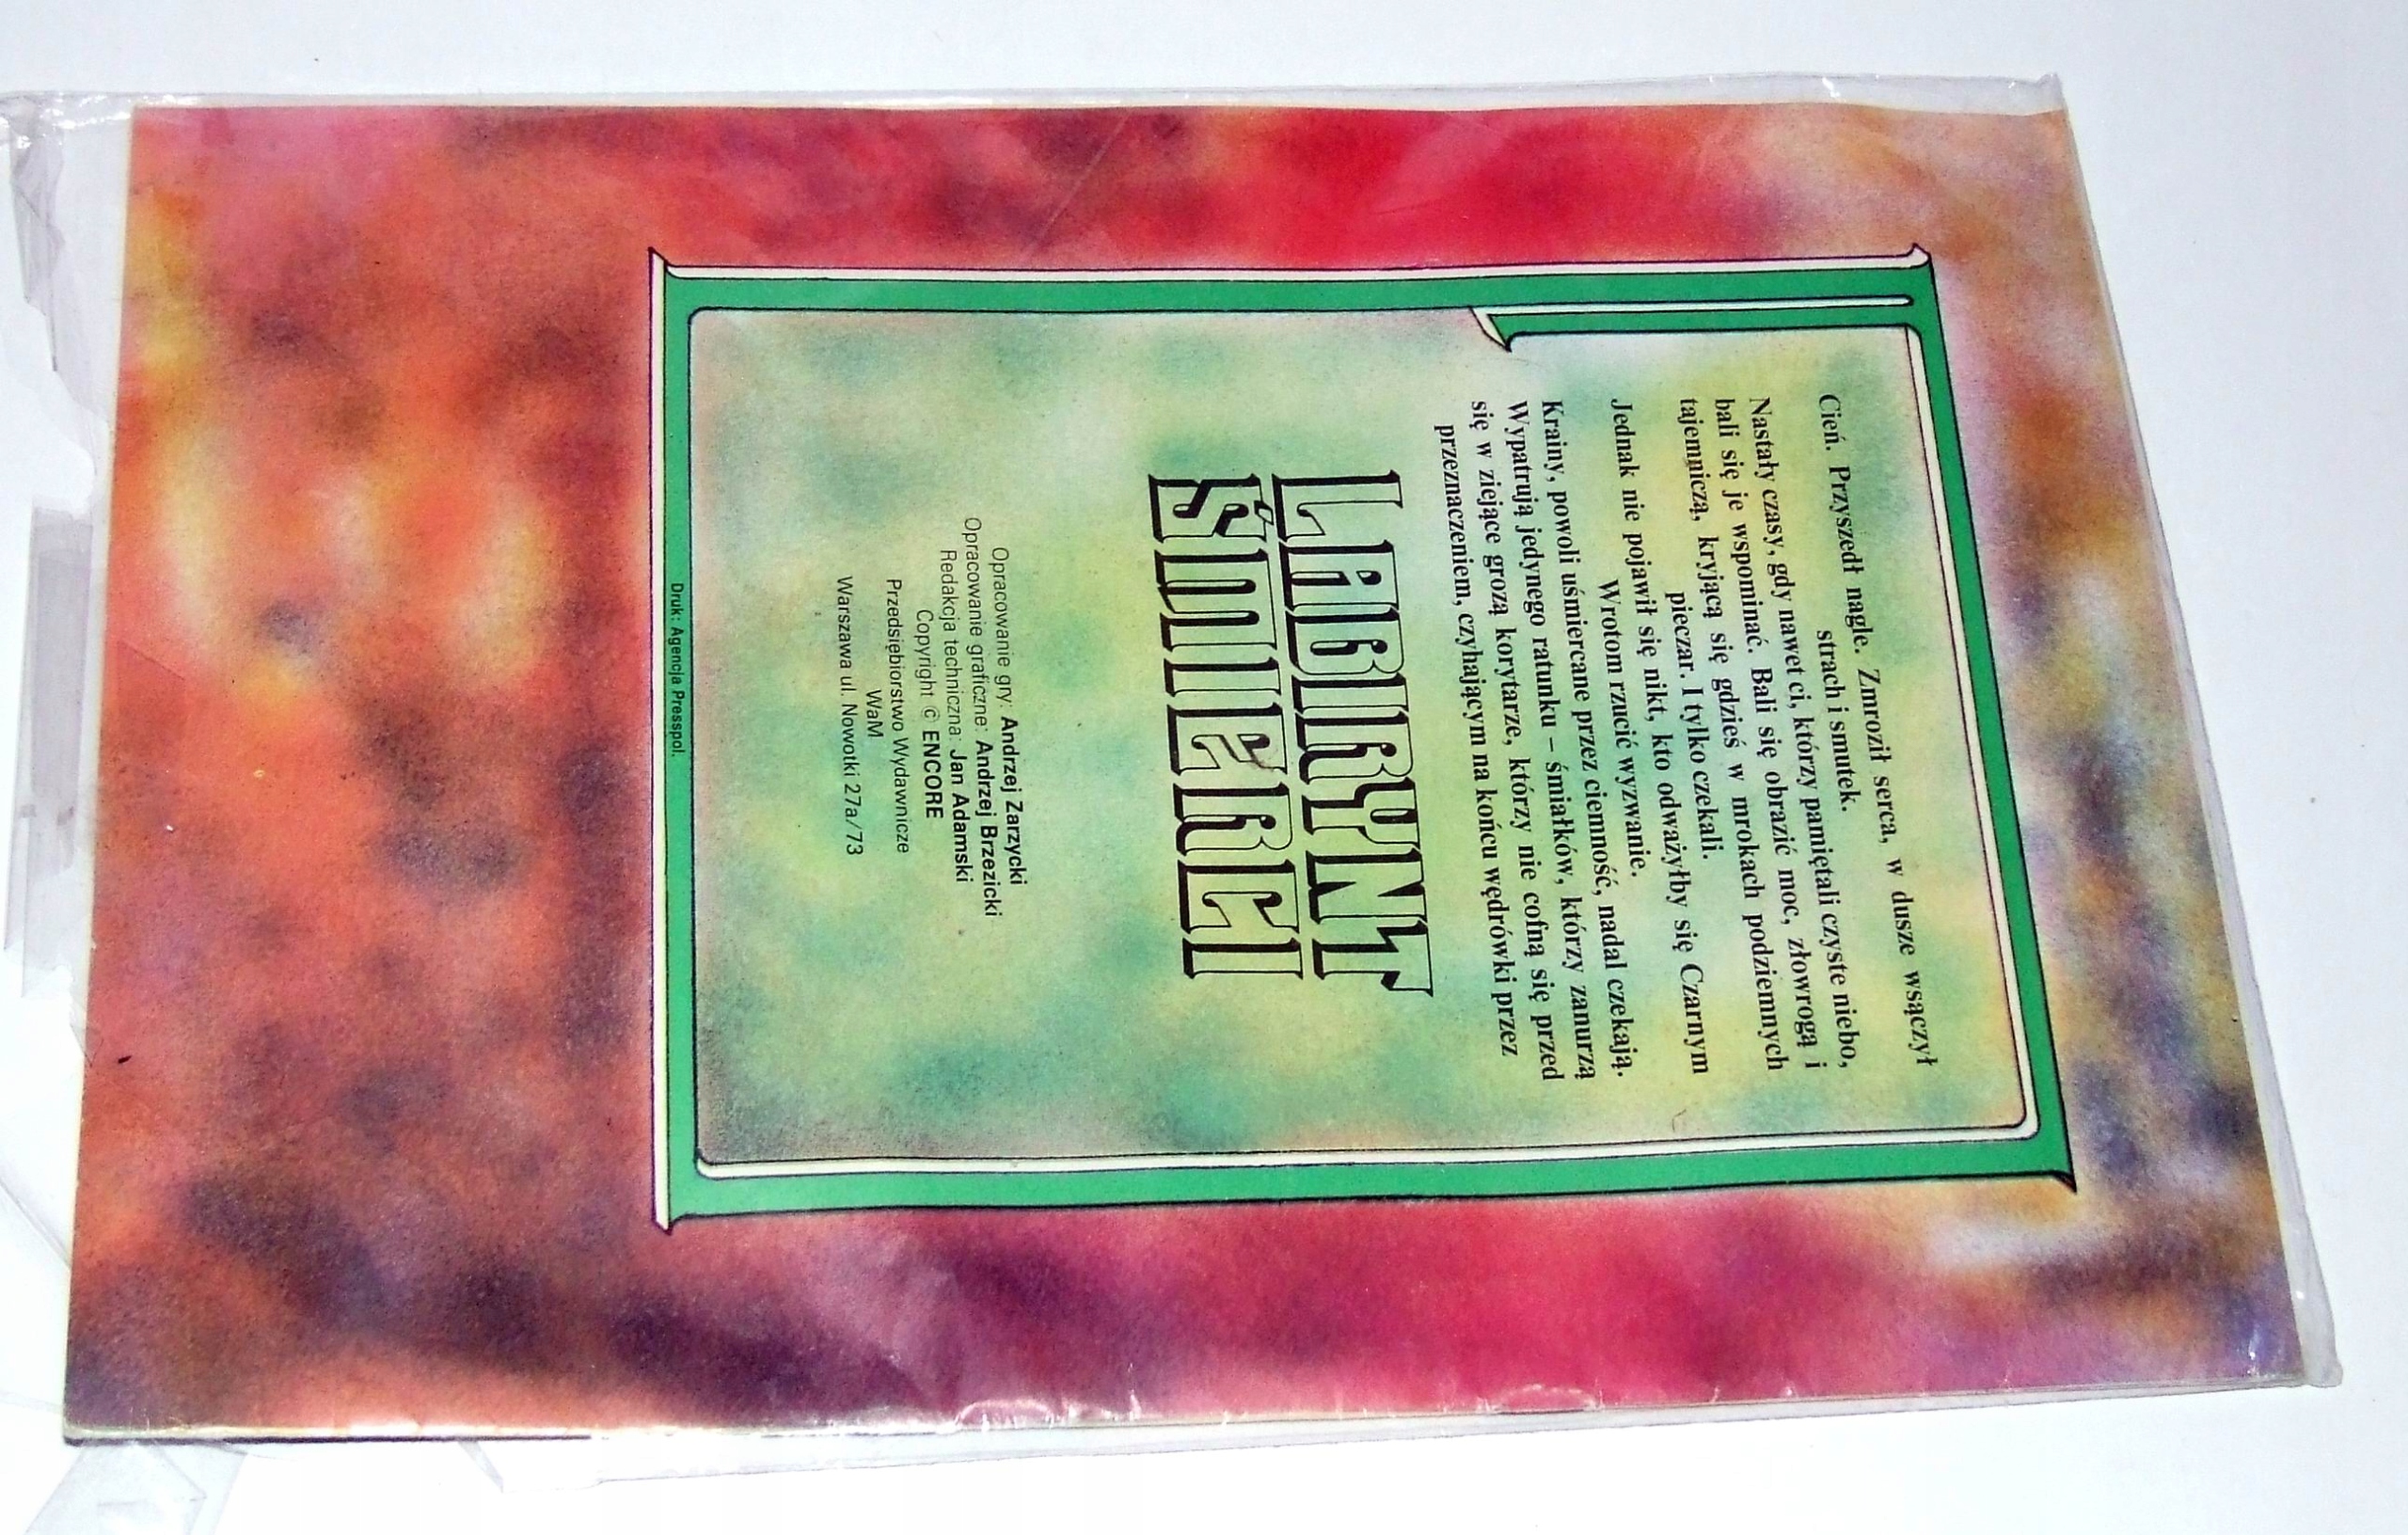 Cień. Przyszedł nagle. Zmroził serca, w dusze wsączył
strach i smutek.
Nastały czasy, gdy nawet ci, którzy pamiętali czyste niebo,
bali się je wspominać. Bali się obrazić moc, złowrogą i
tajemniczą, kryjącą się gdzieś w mrokach podziemnych
pieczar. I tylko czekali.
Jednak nie pojawił się nikt, kto odważyłby się Czarnym
Wrotom rzucić wyzwanie.
Krainy, powoli uśmiercane przez ciemność, nadal czekają.
Wypatrują jedynego ratunku – śmiałków, którzy zanurzą
się w ziejące grozą korytarze, którzy nie cofną się przed
przeznaczeniem, czyhającym na końcu wędrówki przez
LABIRYNT
ŚMIERCI
Opracowanie gry: Andrzej Zarzycki
Opracowanie graficzne: Andrzej Brzezicki
Redakcja techniczna: Jan Adamski
Copyright © ENCORE
Przedsiębiorstwo Wydawnicze
WaM
Warszawa ul. Nowotki 27a/73
Druk: Agencja Presspol.